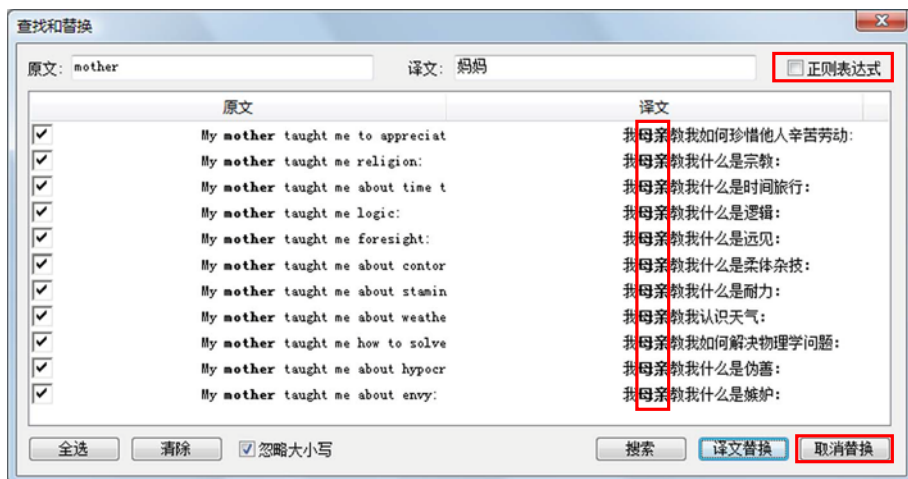 查找和替换
原文: mother 译文: 妈妈 正则表达式
原文 译文
My mother taught me to appreciat 我母亲教我如何珍惜他人辛苦劳动:
My mother taught me religion: 我母亲教我什么是宗教:
My mother taught me about time t 我母亲教我什么是时间旅行:
My mother taught me logic: 我母亲教我什么是逻辑:
My mother taught me foresight: 我母亲教我什么是远见:
My mother taught me about contor 我母亲教我什么是柔体杂技:
My mother taught me about stamin 我母亲教我什么是耐力:
My mother taught me about weathe 我母亲教我认识天气:
My mother taught me how to solve 我母亲教我如何解决物理学问题:
My mother taught me about hypocr 我母亲教我什么是伪善:
My mother taught me about envy: 我母亲教我什么是嫉妒:
全选 清除 忽略大小写 搜索 译文替换 取消替换